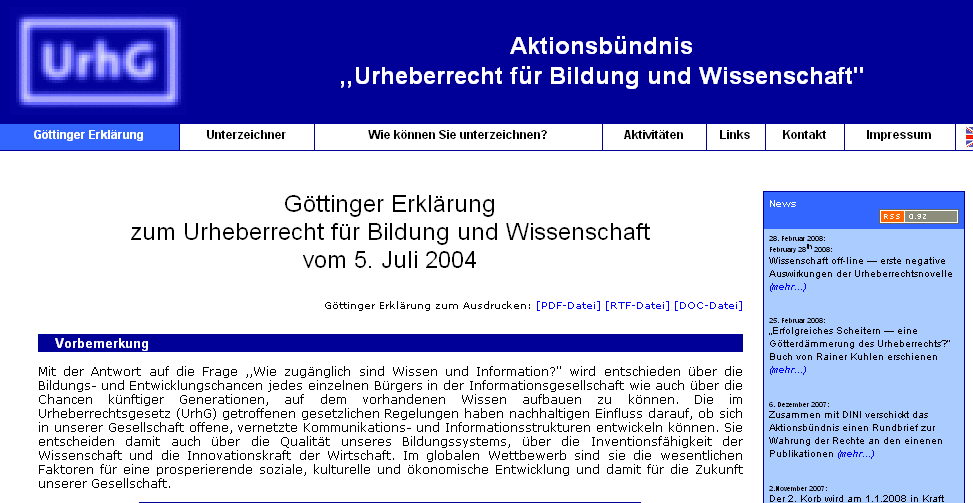 UrhG
Aktionsbündnis
,,Urheberrecht für Bildung und Wissenschaft"
Göttinger Erklärung
Unterzeichner
Wie können Sie unterzeichnen?
Aktivitäten
Links
Kontakt
Impressum
Göttinger Erklärung
zum Urheberrecht für Bildung und Wissenschaft
vom 5. Juli 2004
Göttinger Erklärung zum Ausdrucken: [PDF-Datei] [RTF-Datei] [DOC-Datei]
Vorbemerkung
Mit der Antwort auf die Frage ,,Wie zugänglich sind Wissen und Information?" wird entschieden über die
Bildungs- und Entwicklungschancen jedes einzelnen Bürgers in der Informationsgesellschaft wie auch über die
Chancen künftiger Generationen, auf dem vorhandenen Wissen aufbauen zu können. Die im
Urheberrechtsgesetz (UrhG) getroffenen gesetzlichen Regelungen haben nachhaltigen Einfluss darauf, ob sich
in unserer Gesellschaft offene, vernetzte Kommunikations- und Informationsstrukturen entwickeln können. Sie
entscheiden damit auch über die Qualität unseres Bildungssystems, über die Inventionsfähigkeit der
Wissenschaft und die Innovationskraft der Wirtschaft. Im globalen Wettbewerb sind sie die wesentlichen
Faktoren für eine prosperierende soziale, kulturelle und ökonomische Entwicklung und damit für die Zukunft
unserer Gesellschaft.
News
RSS 0.92
28. Februar 2008:
February 28th 2008:
Wissenschaft off-line — erste negative
Auswirkungen der Urheberrechtsnovelle
(mehr...)
25. Februar 2008:
„Erfolgreiches Scheitern — eine
Götterdämmerung des Urheberrechts?"
Buch von Rainer Kuhlen erschienen
(mehr...)
6. Dezember 2007:
Zusammen mit DINI verschickt das
Aktionsbündnis einen Rundbrief zur
Wahrung der Rechte an den einenen
Publikationen (mehr...)
2.November 2007:
Der 2. Korb wird am 1.1.2008 in Kraft